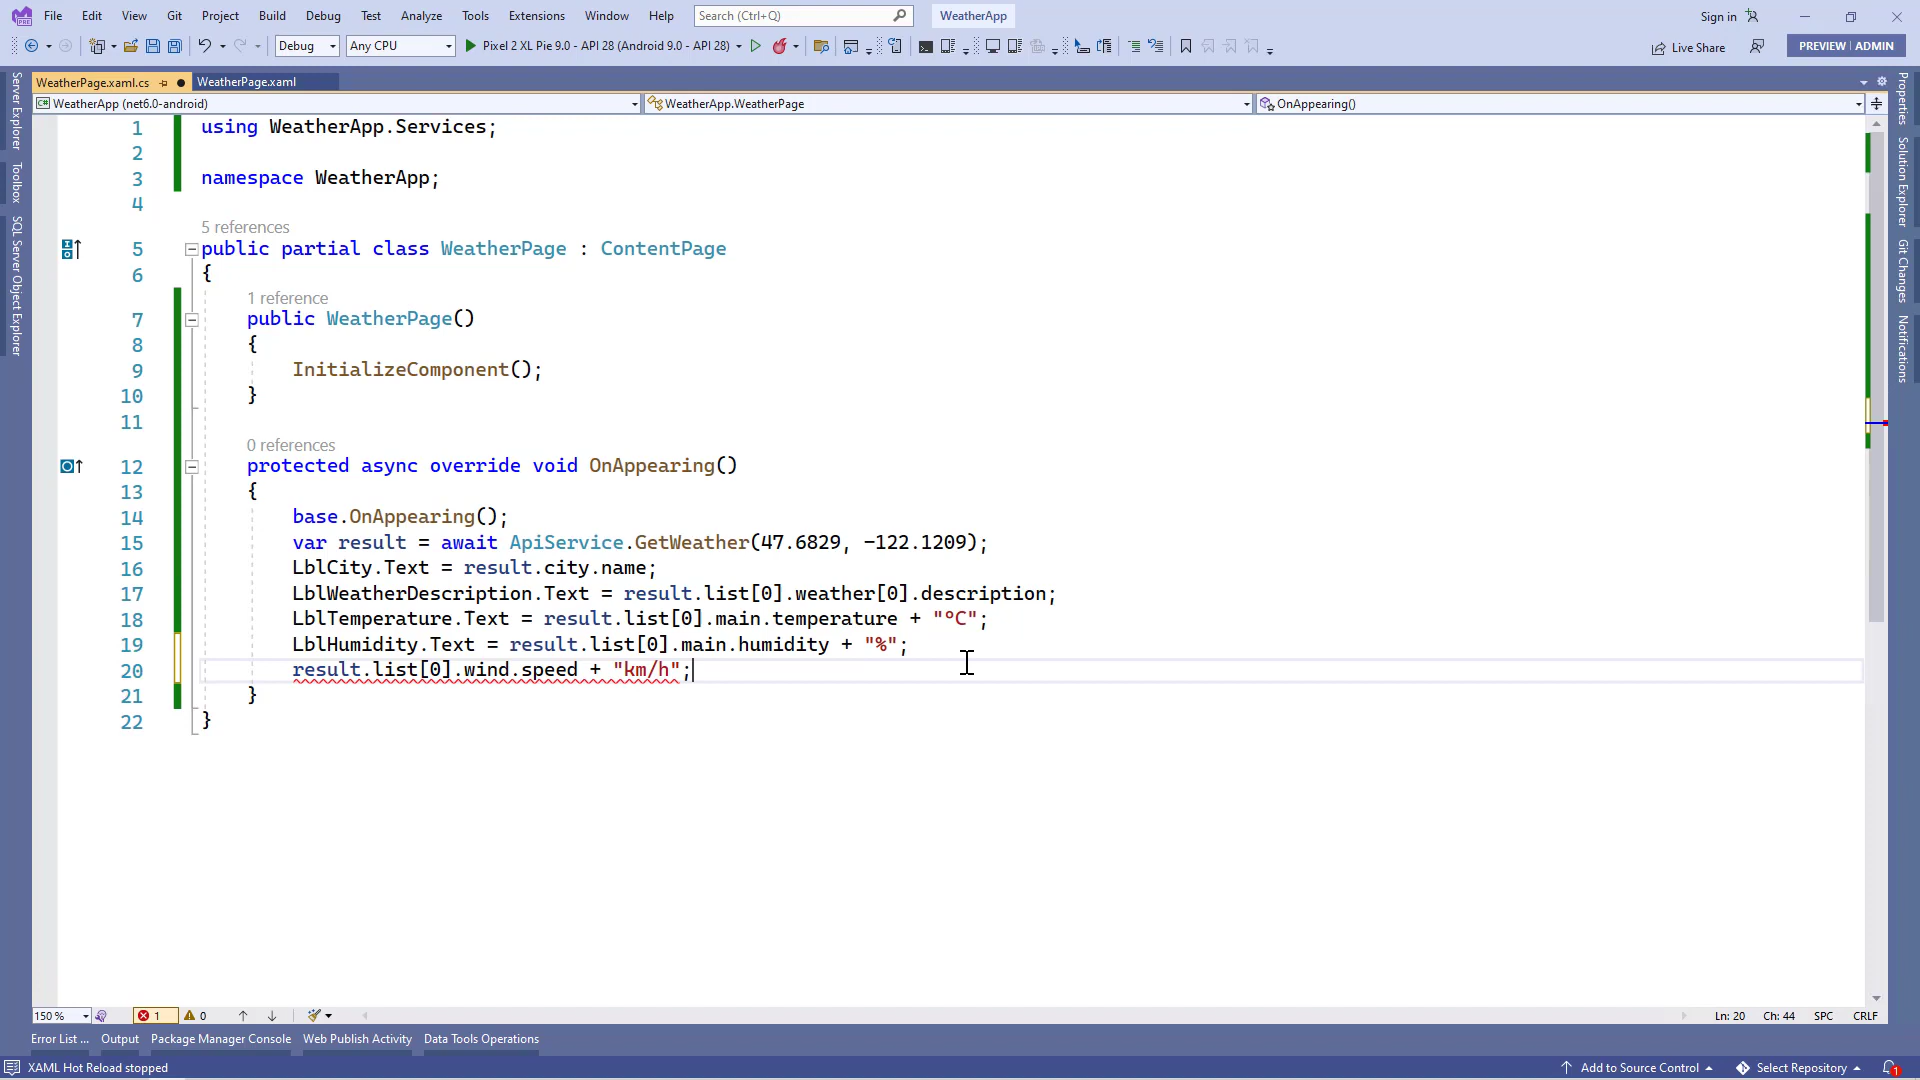 File Edit View Git Project Build Debug Test Analyze Tools Extensions Window Help Search (Ctrl+Q) WeatherApp Sign in
Debug Any CPU Pixel 2 XL Pie 9.0 - API 28 (Android 9.0 - API 28) Live Share PREVIEW ADMIN
WeatherPage.xaml.cs WeatherPage.xaml
WeatherApp (net6.0-android) WeatherApp.WeatherPage OnAppearing()
Server Explorer
Toolbox
SQL Server Object Explorer
1 using WeatherApp.Services;
2
3 namespace WeatherApp;
4
5 references
5 public partial class WeatherPage : ContentPage
6 {
1 reference
7 public WeatherPage()
8 {
9 InitializeComponent();
10 }
11
0 references
12 protected async override void OnAppearing()
13 {
14 base.OnAppearing();
15 var result = await ApiService.GetWeather(47.6829, -122.1209);
16 LblCity.Text = result.city.name;
17 LblWeatherDescription.Text = result.list[0].weather[0].description;
18 LblTemperature.Text = result.list[0].main.temperature + "°C";
19 LblHumidity.Text = result.list[0].main.humidity + "%";
20 result.list[0].wind.speed + "km/h";
21 }
22 }
Properties
Solution Explorer
Git Changes
Notifications
150 % 1 0 Ln: 20 Ch: 44 SPC CRLF
Error List ... Output Package Manager Console Web Publish Activity Data Tools Operations
XAML Hot Reload stopped Add to Source Control Select Repository 1